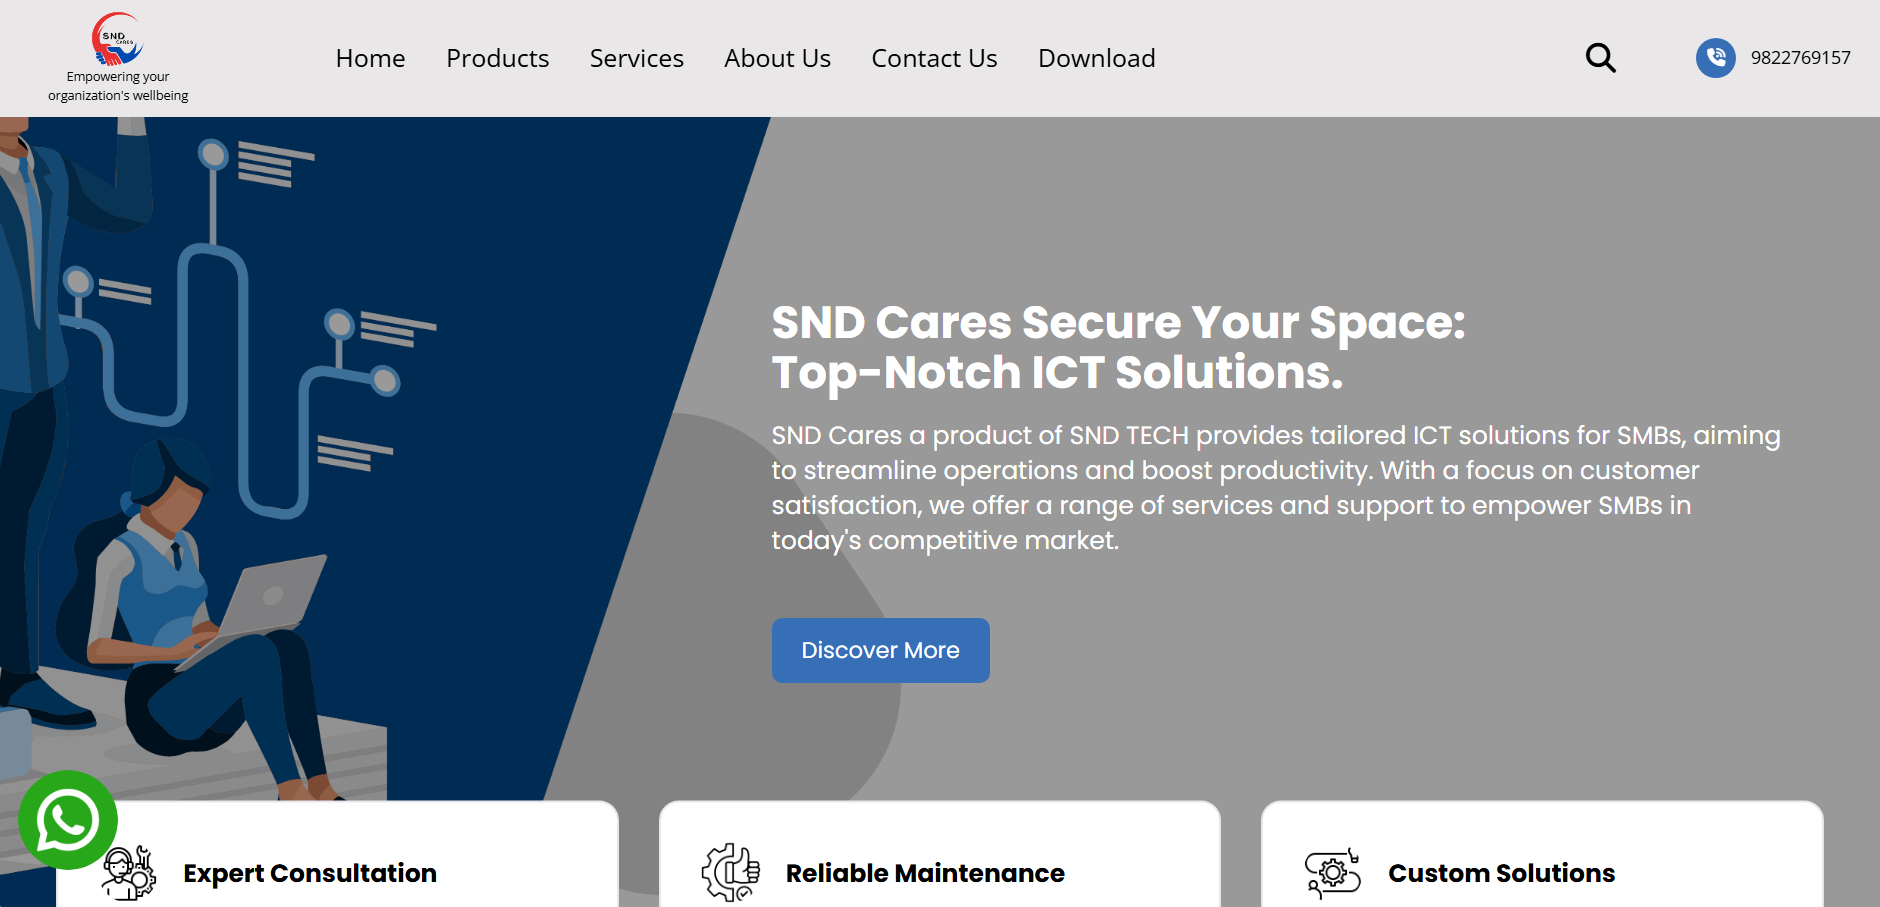 SND
CARES
Empowering your
organization's wellbeing
Home
Products
Services
About Us
Contact Us
Download
9822769157
SND Cares Secure Your Space:
Top-Notch ICT Solutions.
SND Cares a product of SND TECH provides tailored ICT solutions for SMBs, aiming
to streamline operations and boost productivity. With a focus on customer
satisfaction, we offer a range of services and support to empower SMBs in
today's competitive market.
Discover More
Expert Consultation
Reliable Maintenance
Custom Solutions